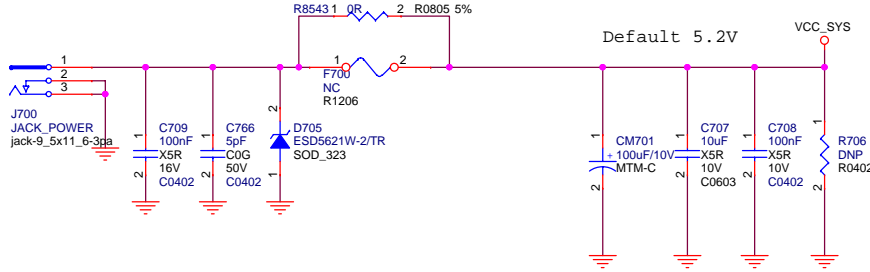 R8543 1 0R 2 R0805 5%
VCC_SYS
Default 5.2V
1
2
3
1 2
F700
NC
R1206
J700
JACK_POWER
jack-9_5x11_6-3pa
1
C709
100nF
X5R
16V
2 C0402
1
C766
5pF
C0G
50V
2 C0402
2
D705
ESD5621W-2/TR
SOD_323
1
1
CM701
+ 100uF/10V
MTM-C
2
1
C707
10uF
X5R
10V
2 C0603
1
C708
100nF
X5R
10V
2 C0402
1
R706
DNP
R0402
2